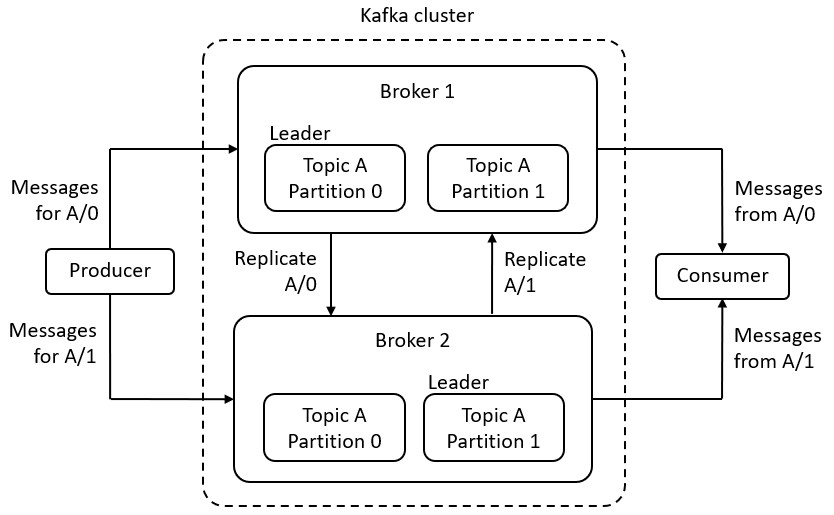 Kafka cluster
Broker 1
Leader
Topic A
Partition 0
Topic A
Partition 1
Messages
for A/0
Messages
from A/0
Producer
Replicate
A/0
Replicate
A/1
Consumer
Messages
for A/1
Broker 2
Messages
from A/1
Leader
Topic A
Partition 0
Topic A
Partition 1